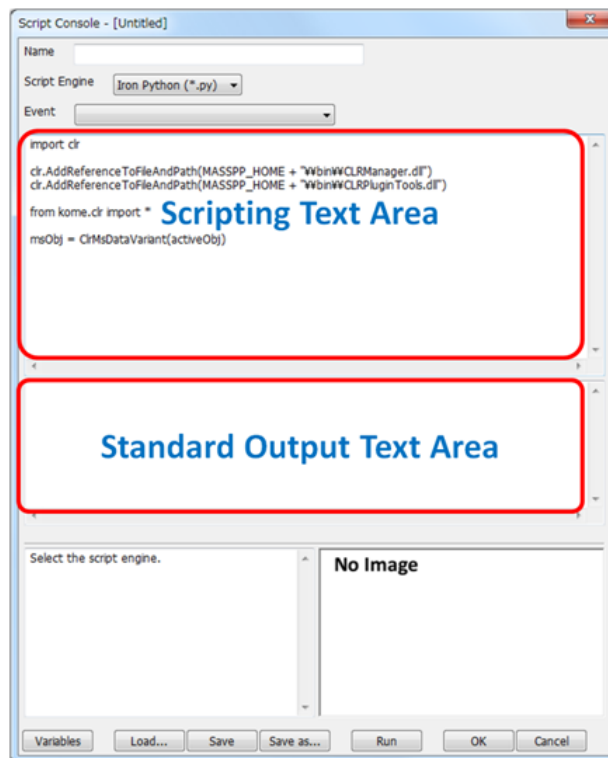 Script Console - [Untitled]
Name
Script Engine Iron Python (*.py)
Event
import clr
clr.AddReferenceToFileAndPath(MASSPP_HOME + "¥¥bin¥¥CLRManager.dll")
clr.AddReferenceToFileAndPath(MASSPP_HOME + "¥¥bin¥¥CLRPluginTools.dll")
from kome.clr import *
Scripting Text Area
msObj = ClrMsDataVariant(activeObj)
Standard Output Text Area
Select the script engine.
No Image
Variables Load... Save Save as... Run OK Cancel